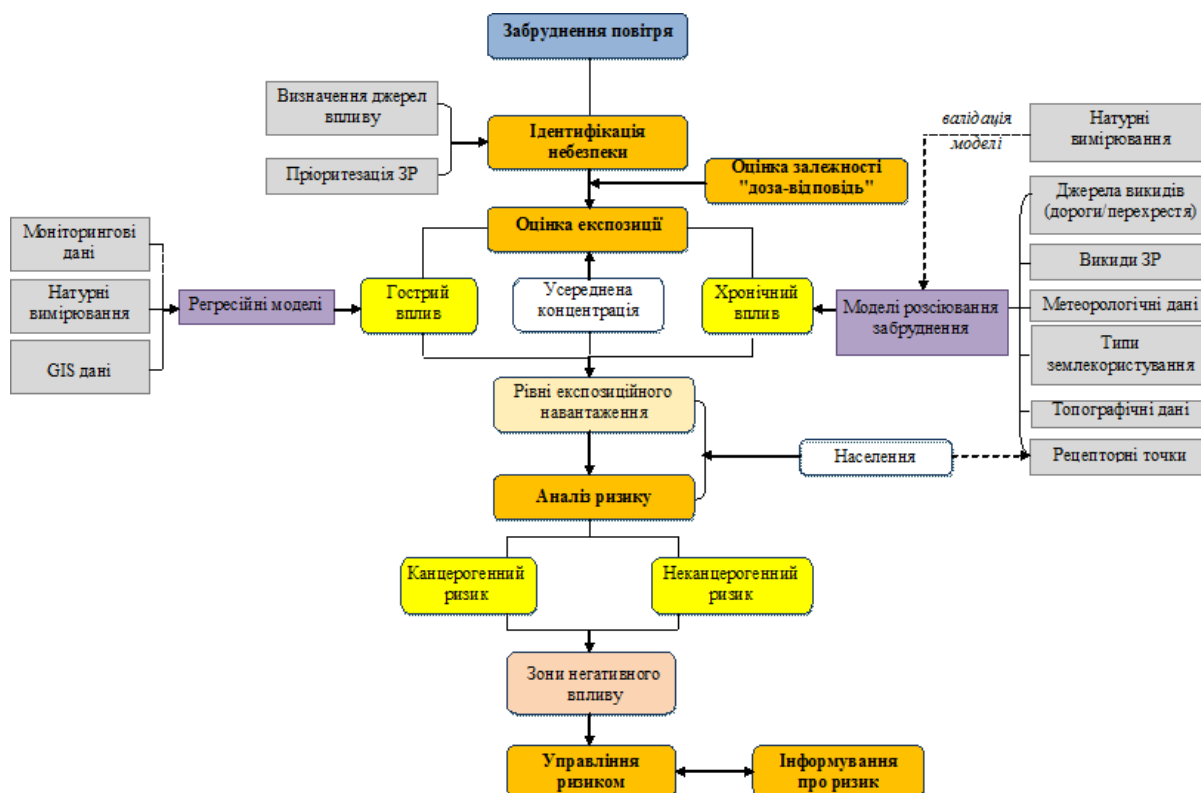 Забруднення повітря
Визначення джерел
впливу
Пріоритезація ЗР
Ідентифікація
небезпеки
валідація
моделі
Натурні
вимірювання
Оцінка залежності
"доза-відповідь"
Оцінка експозиції
Джерела викидів
(дороги/перехрестя)
Викиди ЗР
Метеорологічні дані
Типи
землекористування
Топографічні дані
Рецепторні точки
Моніторингові
дані
Натурні
вимірювання
GIS дані
Регресійні моделі
Гострий
вплив
Усереднена
концентрація
Хронічний
вплив
Моделі розсіювання
забруднення
Рівні експозиційного
навантаження
Населення
Аналіз ризику
Канцерогенний
ризик
Неканцерогенний
ризик
Зони негативного
впливу
Управління
ризиком
Інформування
про ризик